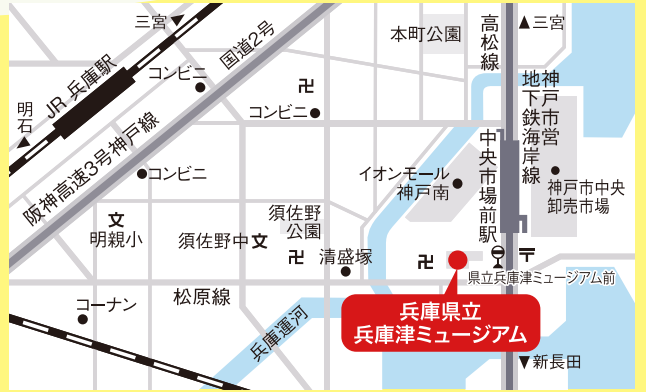 三宮
JR 兵庫駅
明石
国道2号
阪神高速3号神戸線
コンビニ
コンビニ
コンビニ
本町公園
高松線
三宮
神戸市営
地下鉄海岸線
中央市場前駅
イオンモール
神戸南
神戸市中央
卸売市場
文
明親小
須佐野中 文
須佐野
公園
清盛塚
卍
卍
卍
〒
県立兵庫津ミュージアム前
コーナン
松原線
兵庫運河
兵庫県立
兵庫津ミュージアム
新長田